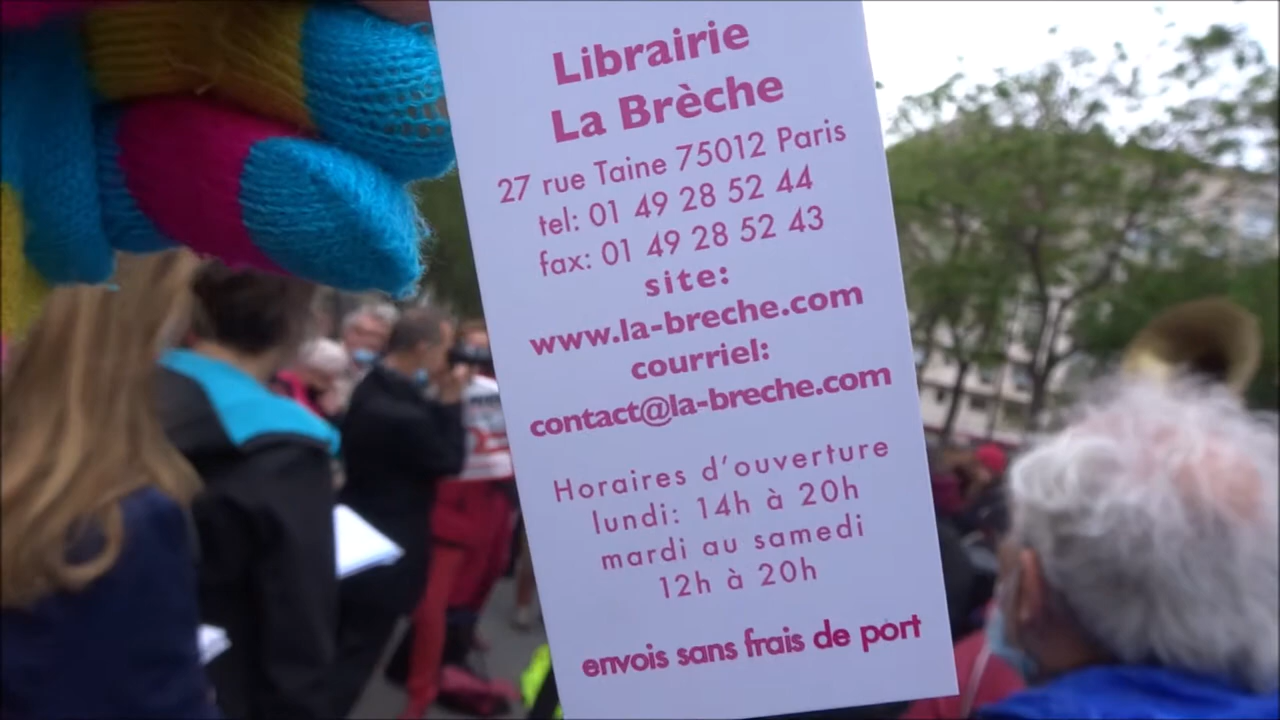 Librairie
La Brèche
27 rue Taine 75012 Paris
tel: 01 49 28 52 44
fax: 01 49 28 52 43
site:
www.la-breche.com
courriel:
contact@la-breche.com
Horaires d'ouverture
lundi: 14h à 20h
mardi au samedi
12h à 20h
envois sans frais de port